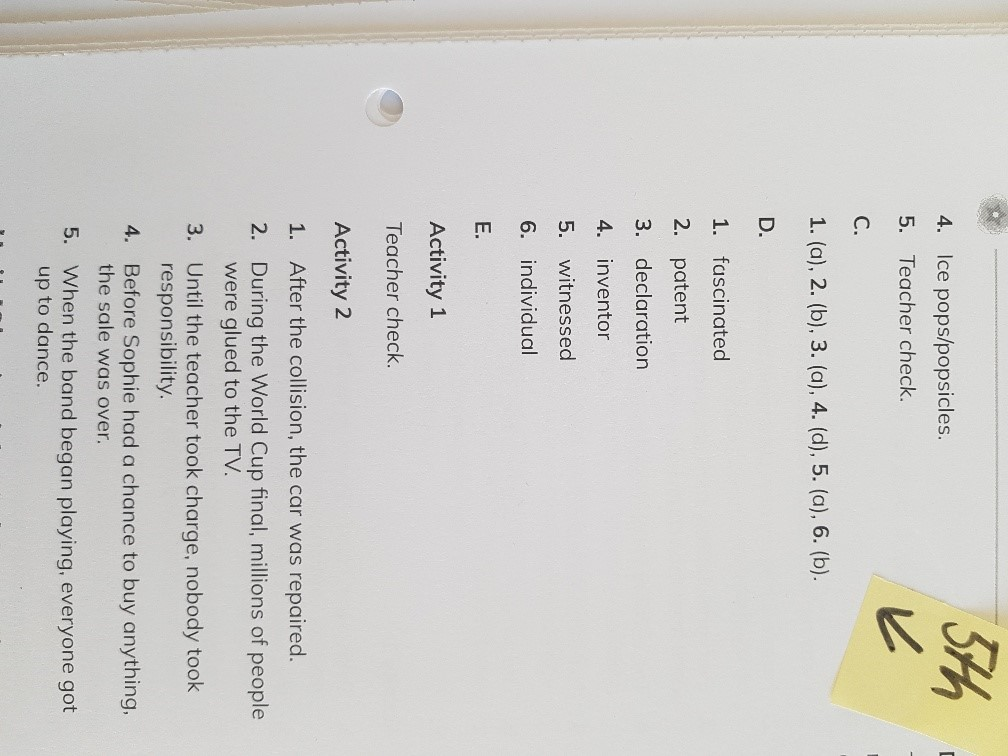 4. Ice pops/popsicles.
5. Teacher check.
C.
1. (a), 2. (b), 3. (a), 4. (d), 5. (a), 6. (b).
D.
1. fascinated
2. patent
3. declaration
4. inventor
5. witnessed
6. individual
E.
Activity 1
Teacher check.
Activity 2
1. After the collision, the car was repaired.
2. During the World Cup final, millions of people
were glued to the TV.
3. Until the teacher took charge, nobody took
responsibility.
4. Before Sophie had a chance to buy anything,
the sale was over.
5. When the band began playing, everyone got
up to dance.
5th